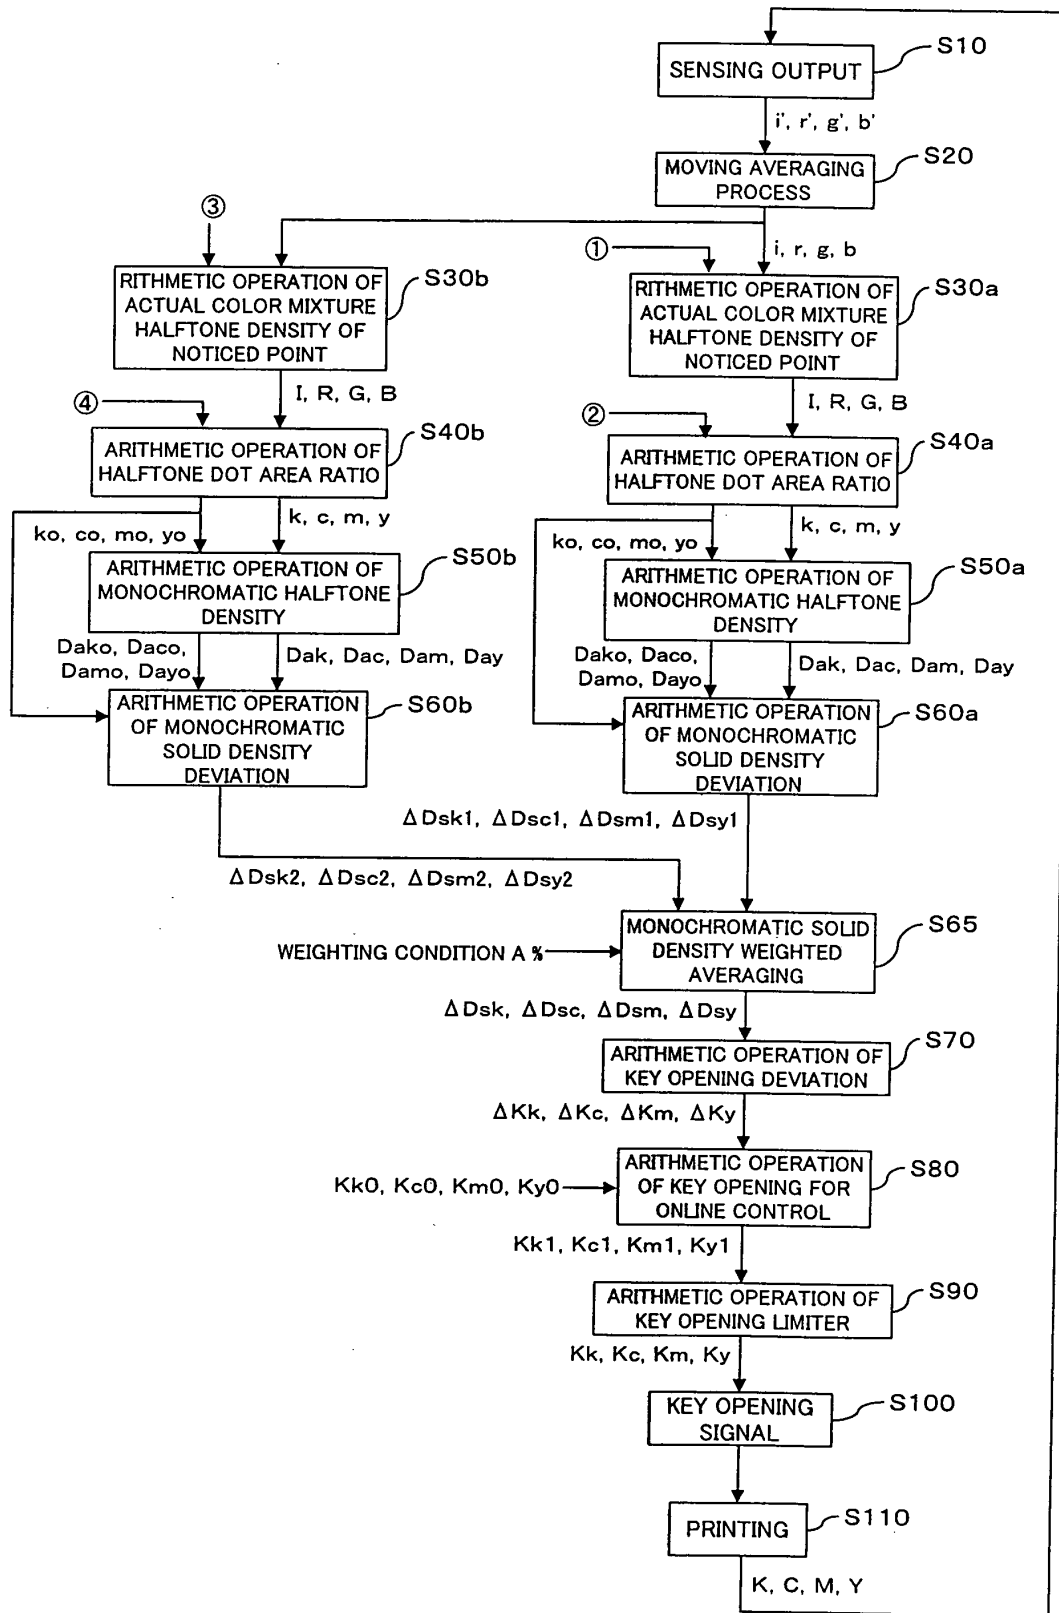 S10
SENSING OUTPUT
i', r', g', b'
S20
MOVING AVERAGING
PROCESS
③
i, r, g, b
①
S30b
RITHMETIC OPERATION OF
ACTUAL COLOR MIXTURE
HALFTONE DENSITY OF
NOTICED POINT
S30a
RITHMETIC OPERATION OF
ACTUAL COLOR MIXTURE
HALFTONE DENSITY OF
NOTICED POINT
I, R, G, B
④
I, R, G, B
②
S40b
ARITHMETIC OPERATION OF
HALFTONE DOT AREA RATIO
S40a
ARITHMETIC OPERATION OF
HALFTONE DOT AREA RATIO
ko, co, mo, yo
k, c, m, y
ko, co, mo, yo
k, c, m, y
S50b
ARITHMETIC OPERATION OF
MONOCHROMATIC HALFTONE
DENSITY
S50a
ARITHMETIC OPERATION OF
MONOCHROMATIC HALFTONE
DENSITY
Dako, Daco,
Damo, Dayo
Dak, Dac, Dam, Day
Dako, Daco,
Damo, Dayo
Dak, Dac, Dam, Day
S60b
ARITHMETIC OPERATION
OF MONOCHROMATIC
SOLID DENSITY
DEVIATION
S60a
ARITHMETIC OPERATION
OF MONOCHROMATIC
SOLID DENSITY
DEVIATION
ΔDsk1, ΔDsc1, ΔDsm1, ΔDsy1
ΔDsk2, ΔDsc2, ΔDsm2, ΔDsy2
S65
MONOCHROMATIC SOLID
DENSITY WEIGHTED
AVERAGING
WEIGHTING CONDITION A %
ΔDsk, ΔDsc, ΔDsm, ΔDsy
S70
ARITHMETIC OPERATION OF
KEY OPENING DEVIATION
ΔKk, ΔKc, ΔKm, ΔKy
S80
ARITHMETIC OPERATION
OF KEY OPENING FOR
ONLINE CONTROL
Kk0, Kc0, Km0, Ky0
Kk1, Kc1, Km1, Ky1
S90
ARITHMETIC OPERATION OF
KEY OPENING LIMITER
Kk, Kc, Km, Ky
S100
KEY OPENING
SIGNAL
S110
PRINTING
K, C, M, Y